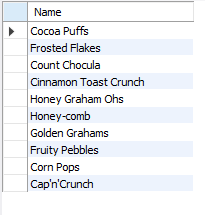 Name
Cocoa Puffs
Frosted Flakes
Count Chocula
Cinnamon Toast Crunch
Honey Graham Ohs
Honey-comb
Golden Grahams
Fruity Pebbles
Corn Pops
Cap'n'Crunch